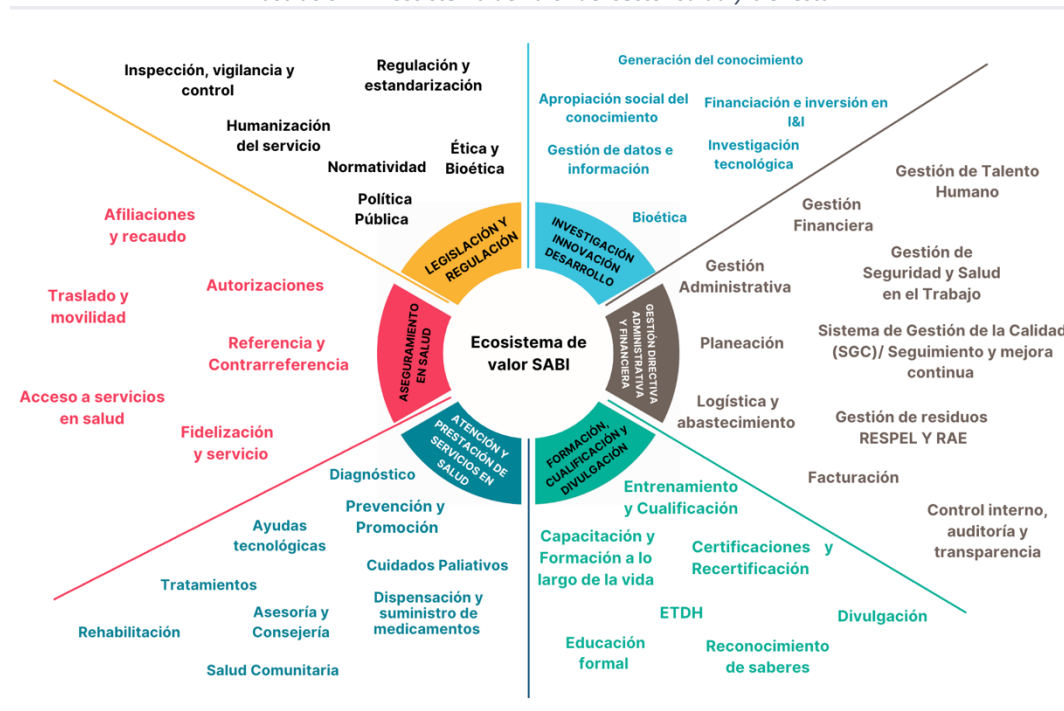 Inspección, vigilancia y
control
Regulación y
estandarización
Humanización
del servicio
Normatividad
Ética y
Bioética
Política
Pública
LEGISLACIÓN Y
REGULACIÓN
Generación del conocimiento
Apropiación social del
conocimiento
Financiación e inversión en
I&I
Gestión de datos e
información
Investigación
tecnológica
Bioética
INVESTIGACIÓN
INNOVACIÓN
DESARROLLO
Gestión de Talento
Humano
Gestión
Financiera
Gestión
Administrativa
Gestión de
Seguridad y Salud
en el Trabajo
Planeación
Sistema de Gestión de la Calidad
(SGC)/ Seguimiento y mejora
continua
Logística y
abastecimiento
Gestión de residuos
RESPEL Y RAE
Facturación
Control interno,
auditoría y
transparencia
GESTIÓN DIRECTIVA
ADMINISTRATIVA
Y FINANCIERA
Afiliaciones
y recaudo
Autorizaciones
Traslado y
movilidad
Referencia y
Contrarreferencia
Acceso a servicios
en salud
Fidelización
y servicio
ASEGURAMIENTO
EN SALUD
Ecosistema de
valor SABI
ATENCIÓN Y
PRESTACIÓN DE
SERVICIOS EN
SALUD
Diagnóstico
Prevención y
Promoción
Ayudas
tecnológicas
Cuidados Paliativos
Tratamientos
Dispensación y
suministro de
medicamentos
Asesoría y
Consejería
Rehabilitación
Salud Comunitaria
FORMACIÓN,
CUALIFICACIÓN y
DIVULGACIÓN
Entrenamiento
y Cualificación
Capacitación y
Formación a lo
largo de la vida
Certificaciones y
Recertificación
ETDH
Divulgación
Educación
formal
Reconocimiento
de saberes